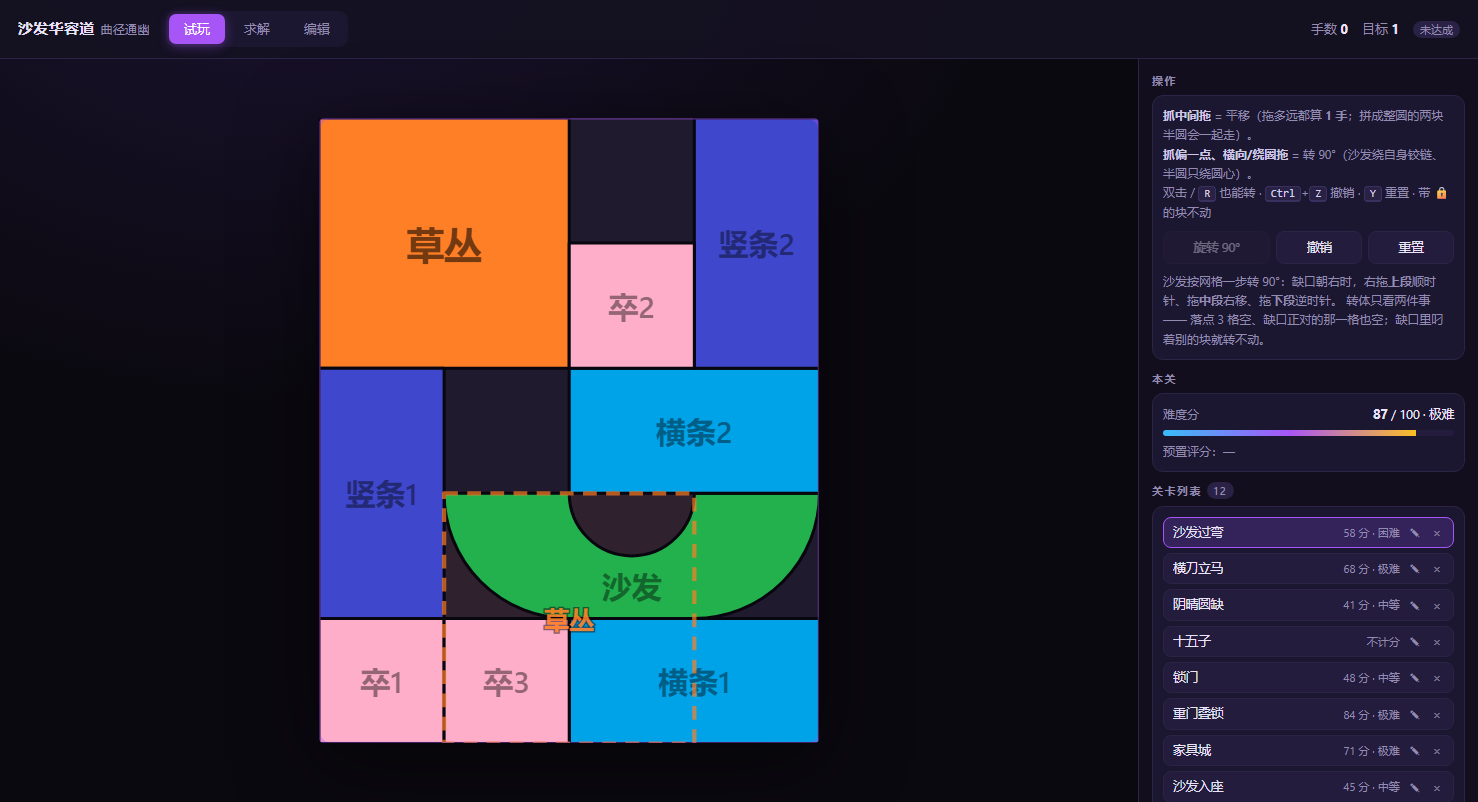 沙发华容道 曲径通幽 试玩 求解 编辑 手数 0 目标 1 未达成
草丛
竖条2
卒2
横条2
竖条1
沙发
草丛
卒1 卒3 横条1
操作
抓中间拖 = 平移（拖多远都算 1 手；拼成整圆的两块
半圆会一起走）。
抓偏一点、横向/绕圆拖 = 转 90°（沙发绕自身铰链、
半圆只绕圆心）。
双击 / R 也能转 · Ctrl + Z 撤销 · Y 重置 · 带 🔒
的块不动
旋转 90° 撤销 重置
沙发按网格一步转 90°：缺口朝右时，右拖上段顺时
针、拖中段右移、拖下段逆时针。 转体只看两件事
—— 落点 3 格空、缺口正对的那一格也空；缺口里叼
着别的块就转不动。
本关
难度分 87 / 100 · 极难
预置评分：—
关卡列表 12
沙发过弯 58 分 · 困难 ✎ ×
横刀立马 68 分 · 极难 ✎ ×
阴晴圆缺 41 分 · 中等 ✎ ×
十五子 不计分 ✎ ×
锁门 48 分 · 中等 ✎ ×
重门叠锁 84 分 · 极难 ✎ ×
家具城 71 分 · 极难 ✎ ×
沙发入座 45 分 · 中等 ✎ ×